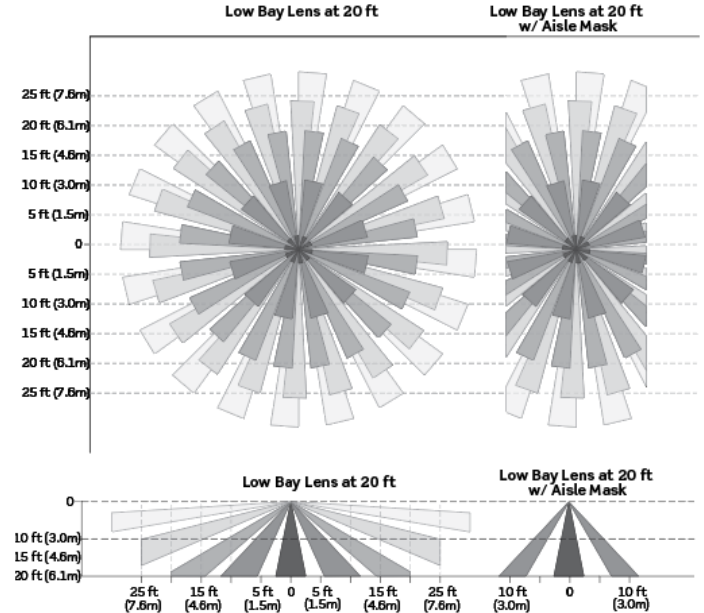 Low Bay Lens at 20 ft
Low Bay Lens at 20 ft
w/ Aisle Mask
25 ft (7.6m)
20 ft (6.1m)
15 ft (4.6m)
10 ft (3.0m)
5 ft (1.5m)
0
5 ft (1.5m)
10 ft (3.0m)
15 ft (4.6m)
20 ft (6.1m)
25 ft (7.6m)
Low Bay Lens at 20 ft
Low Bay Lens at 20 ft
w/ Aisle Mask
0
10 ft (3.0m)
15 ft (4.6m)
20 ft (6.1m)
25 ft 15 ft 5 ft 0 5 ft 15 ft 25 ft 10 ft 0 10 ft
(7.6m) (4.6m) (1.5m) (1.5m) (4.6m) (7.6m) (3.0m) (3.0m)